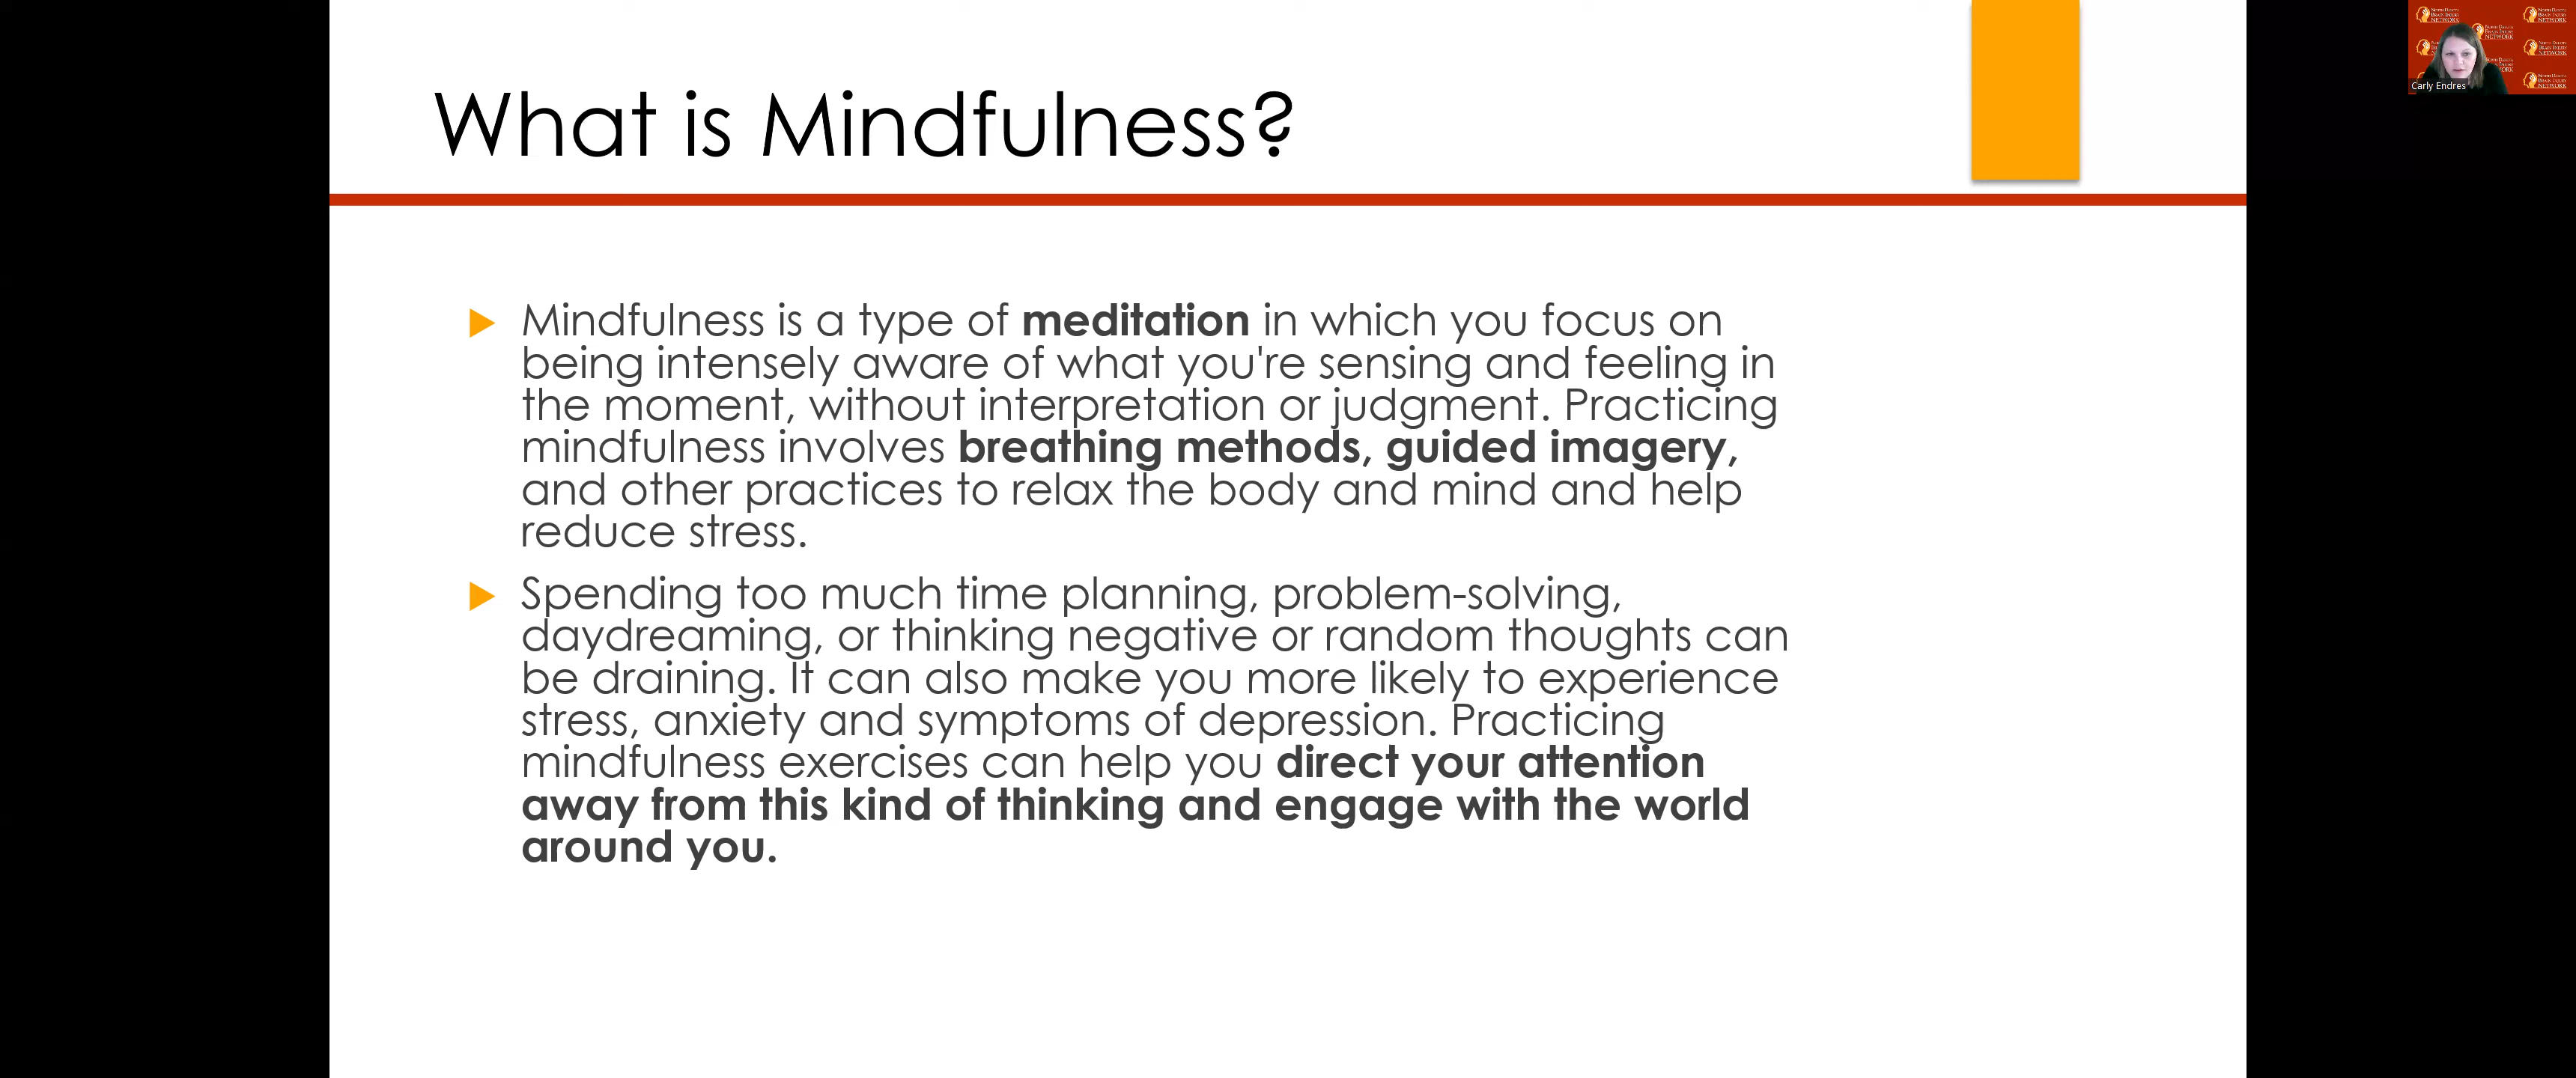 What is Mindfulness?
Mindfulness is a type of meditation in which you focus on
being intensely aware of what you're sensing and feeling in
the moment, without interpretation or judgment. Practicing
mindfulness involves breathing methods, guided imagery,
and other practices to relax the body and mind and help
reduce stress.
Spending too much time planning, problem-solving,
daydreaming, or thinking negative or random thoughts can
be draining. It can also make you more likely to experience
stress, anxiety and symptoms of depression. Practicing
mindfulness exercises can help you direct your attention
away from this kind of thinking and engage with the world
around you.
NORTH DAKOTA
BRAIN INJURY
NETWORK
Carly Endres